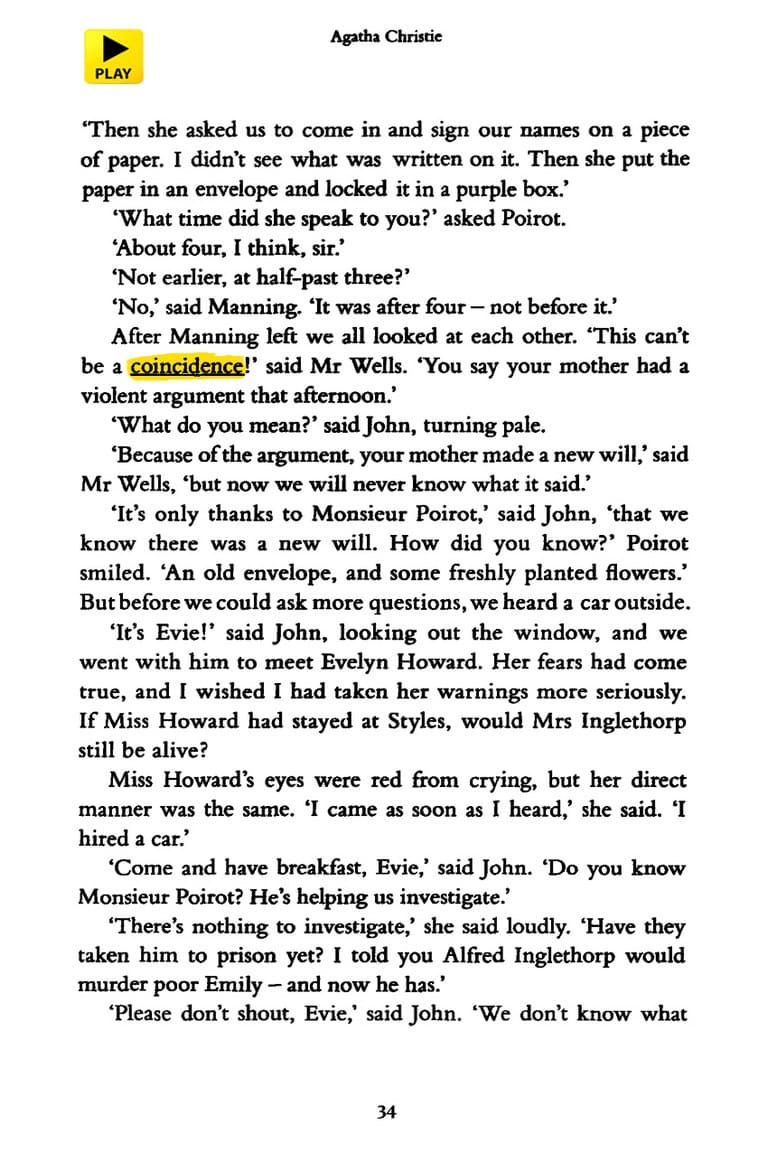 Agatha Christie
PLAY
‘Then she asked us to come in and sign our names on a piece
of paper. I didn’t see what was written on it. Then she put the
paper in an envelope and locked it in a purple box.’
‘What time did she speak to you?’ asked Poirot.
‘About four, I think, sir.’
‘Not earlier, at half-past three?’
‘No,’ said Manning. ‘It was after four – not before it.’
After Manning left we all looked at each other. ‘This can’t
be a coincidence!’ said Mr Wells. ‘You say your mother had a
violent argument that afternoon.’
‘What do you mean?’ said John, turning pale.
‘Because of the argument, your mother made a new will,’ said
Mr Wells, ‘but now we will never know what it said.’
‘It’s only thanks to Monsieur Poirot,’ said John, ‘that we
know there was a new will. How did you know?’ Poirot
smiled. ‘An old envelope, and some freshly planted flowers.’
But before we could ask more questions, we heard a car outside.
‘It’s Evie!’ said John, looking out the window, and we
went with him to meet Evelyn Howard. Her fears had come
true, and I wished I had taken her warnings more seriously.
If Miss Howard had stayed at Styles, would Mrs Inglethorp
still be alive?
Miss Howard’s eyes were red from crying, but her direct
manner was the same. ‘I came as soon as I heard,’ she said. ‘I
hired a car.’
‘Come and have breakfast, Evie,’ said John. ‘Do you know
Monsieur Poirot? He’s helping us investigate.’
‘There’s nothing to investigate,’ she said loudly. ‘Have they
taken him to prison yet? I told you Alfred Inglethorp would
murder poor Emily – and now he has.’
‘Please don’t shout, Evie,’ said John. ‘We don’t know what
34